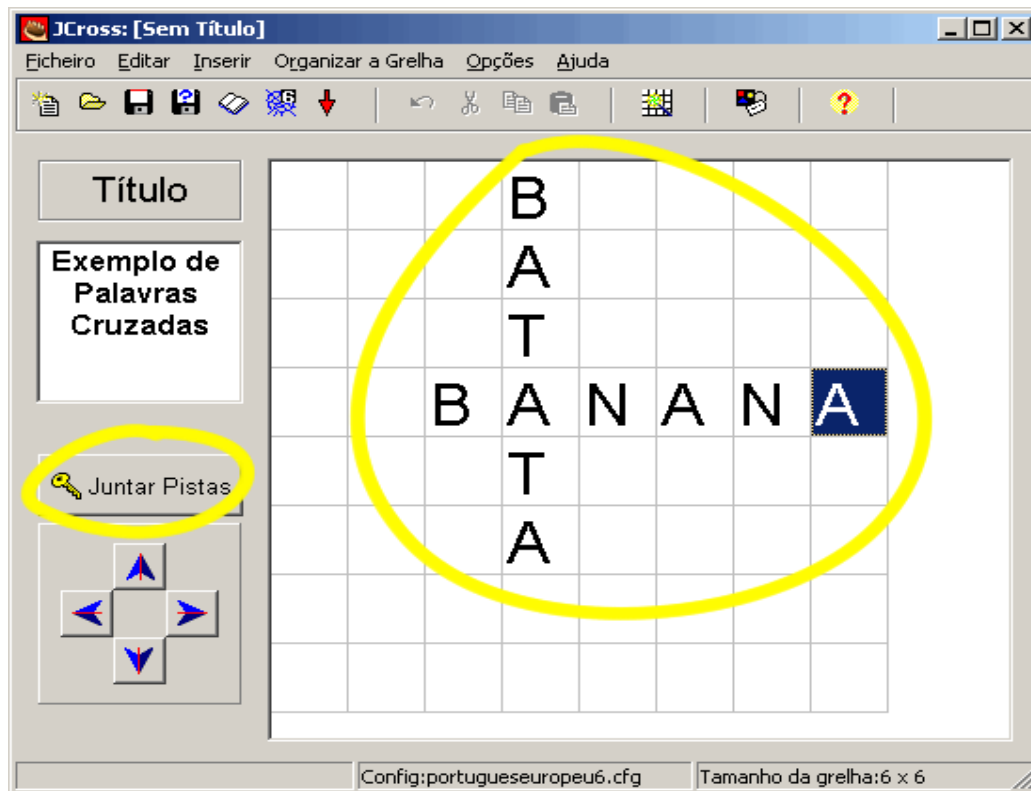 JCross: [Sem Título]
Ficheiro Editar Inserir Organizar a Grelha Opções Ajuda
Título
Exemplo de
Palavras
Cruzadas
Juntar Pistas
B
A
T
B A N A N A
T
A
Config:portugueseuropeu6.cfg Tamanho da grelha:6 x 6